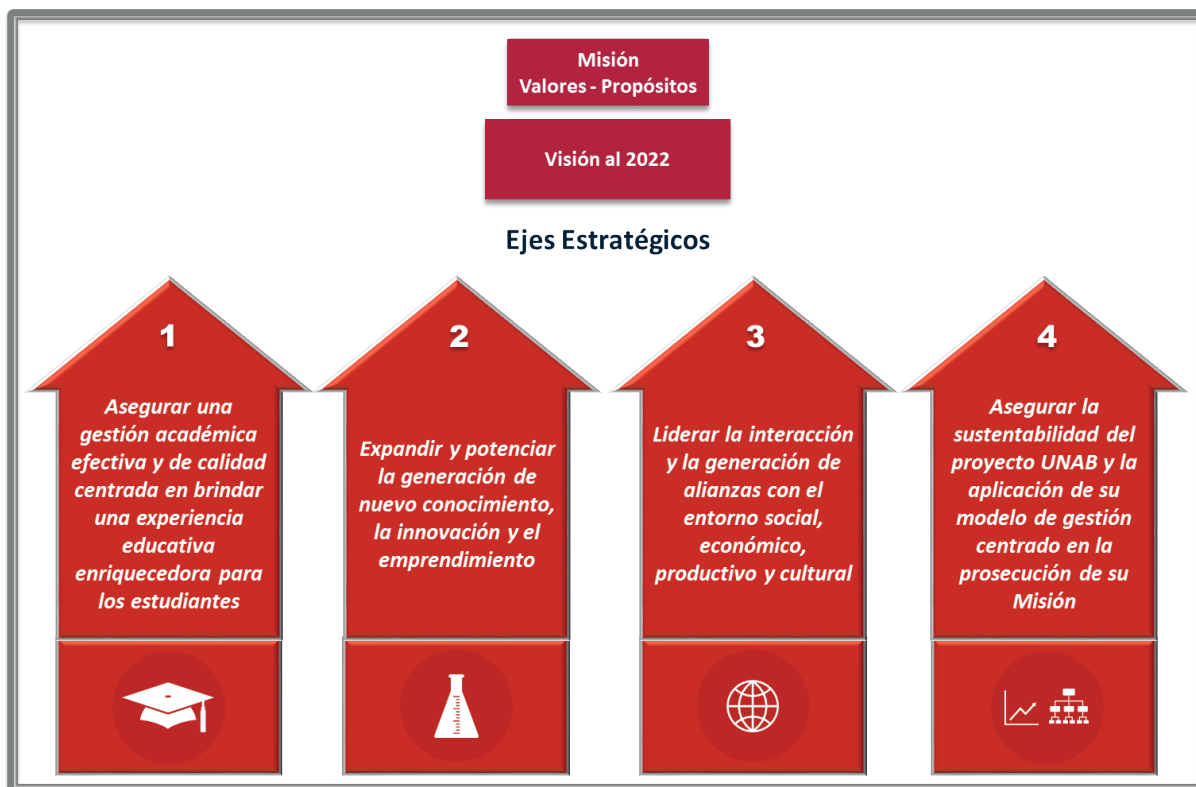 Misión
Valores - Propósitos
Visión al 2022
Ejes Estratégicos
1
Asegurar una
gestión académica
efectiva y de calidad
centrada en brindar
una experiencia
educativa
enriquecedora para
los estudiantes
2
Expandir y potenciar
la generación de
nuevo conocimiento,
la innovación y el
emprendimiento
3
Liderar la interacción
y la generación de
alianzas con el
entorno social,
económico,
productivo y cultural
4
Asegurar la
sustentabilidad del
proyecto UNAB y la
aplicación de su
modelo de gestión
centrado en la
prosecución de su
Misión